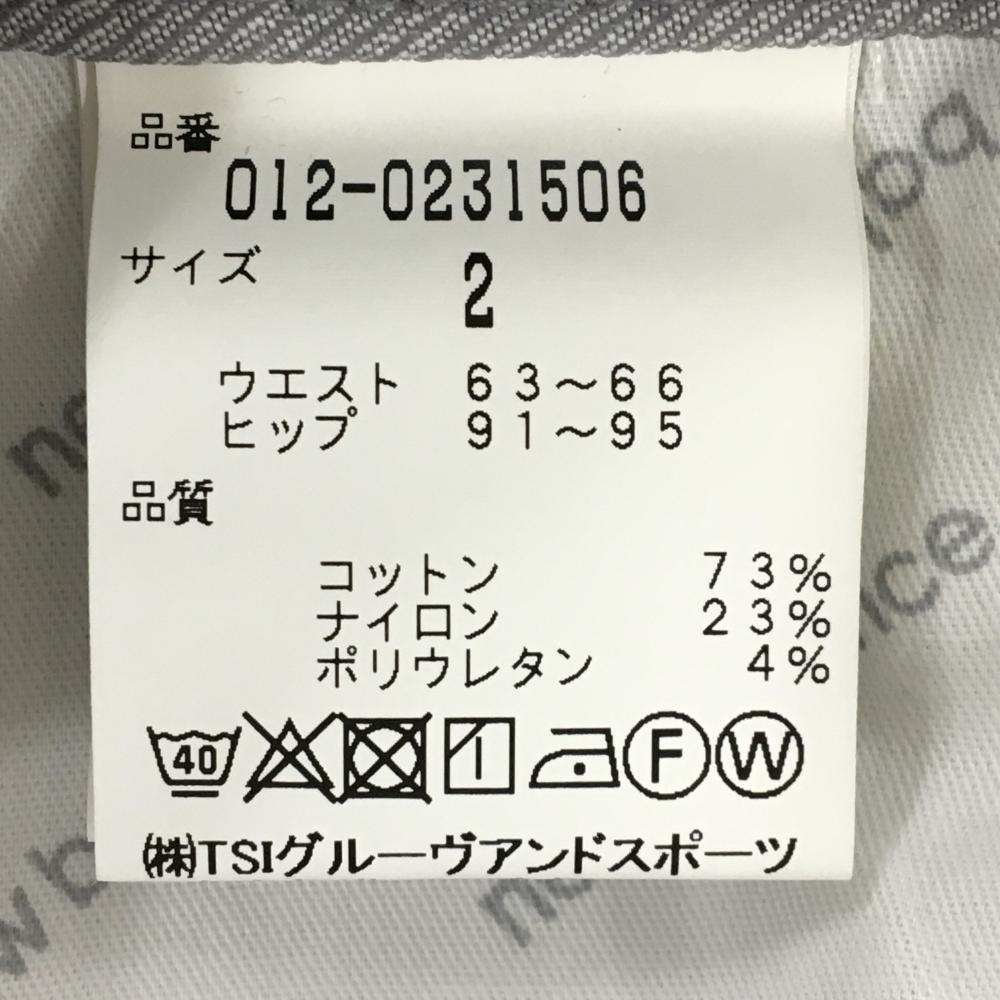 品番
012-0231506
サイズ
2
ウエスト 63～66
ヒップ 91～95
品質
コットン 73%
ナイロン 23%
ポリウレタン 4%
40 F W
㈱TSIグルーヴアンドスポーツ